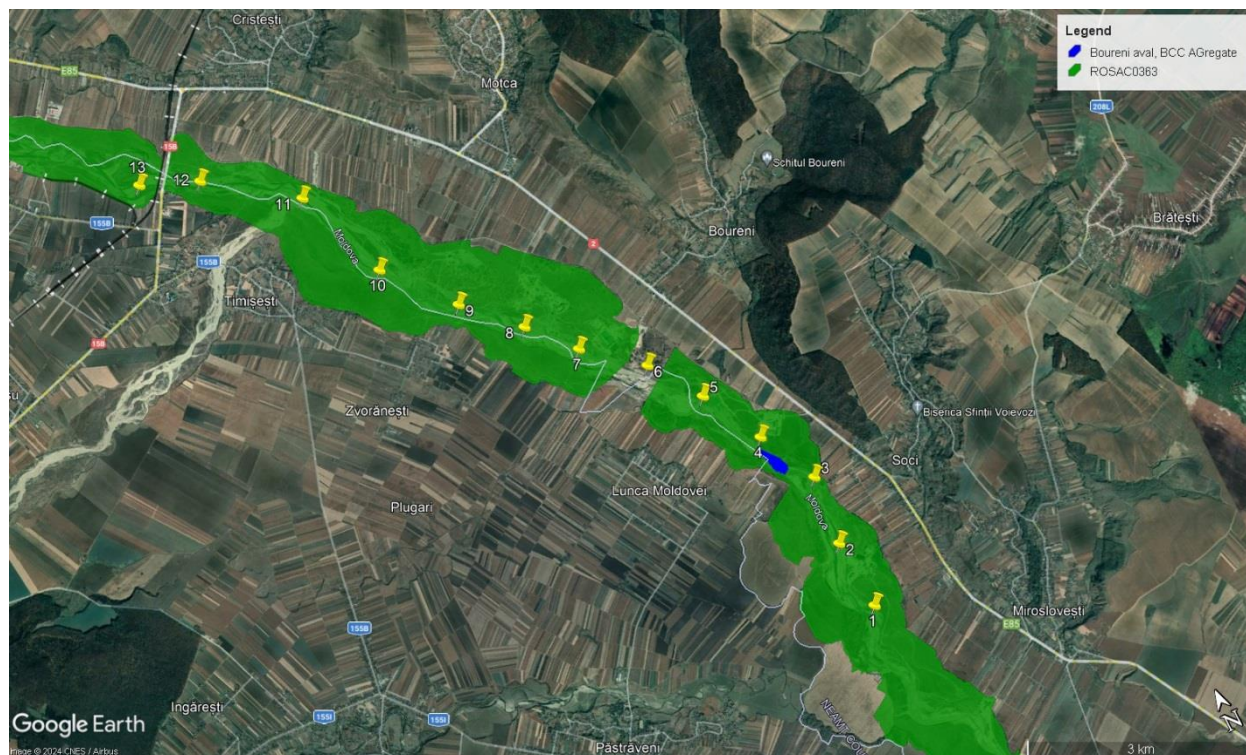 Cristești
Legend
Boureni aval, BCC AGregate
ROSAC0363
E85
Moțca
208L
15B
Schitul Boureni
13
12
11
155B
Brătești
Boureni
2
Moldova
155B
Timișești
10
9
8
15B
7
6
5
Zvorănești
Biserica Sfinții Voievozi
4
3
Soci
Lunca Moldovei
Plugari
Moldova
2
1
Miroslovești
E85
155B
Ingărești
155I
155I
Google Earth
Păstrăveni
3 km
N
Image © 2024 CNES / Airbus